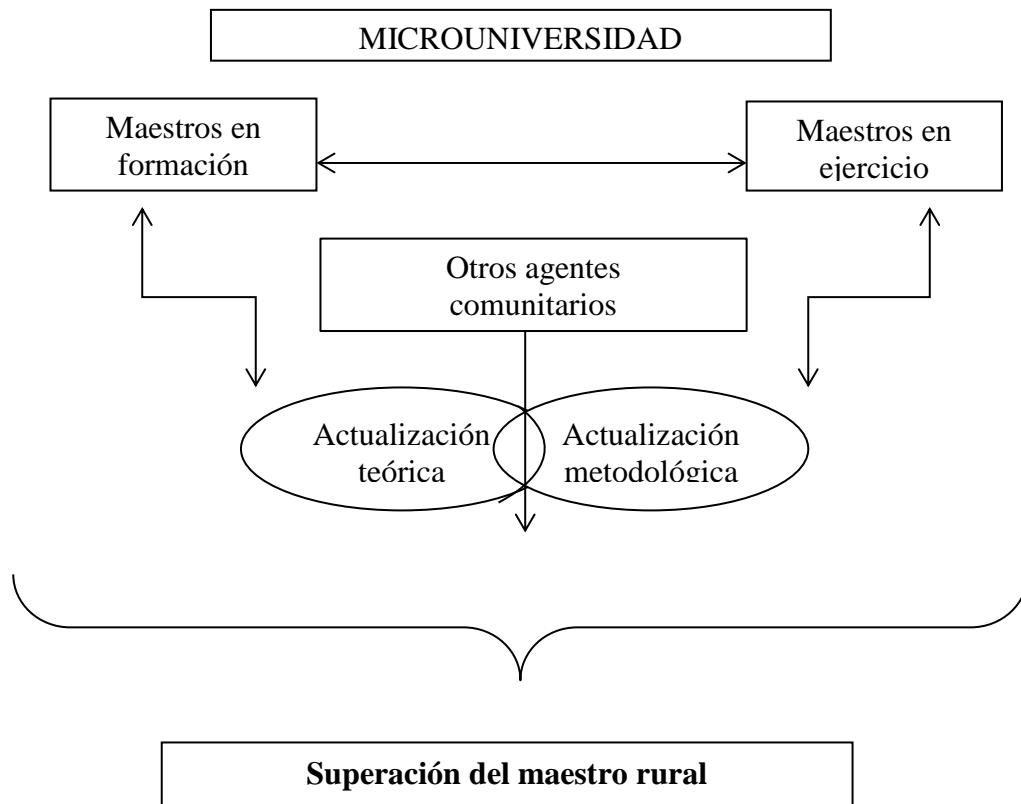 MICROUNIVERSIDAD
Maestros en
formación
Maestros en
ejercicio
Otros agentes
comunitarios
Actualización
teórica
Actualización
metodológica
Superación del maestro rural